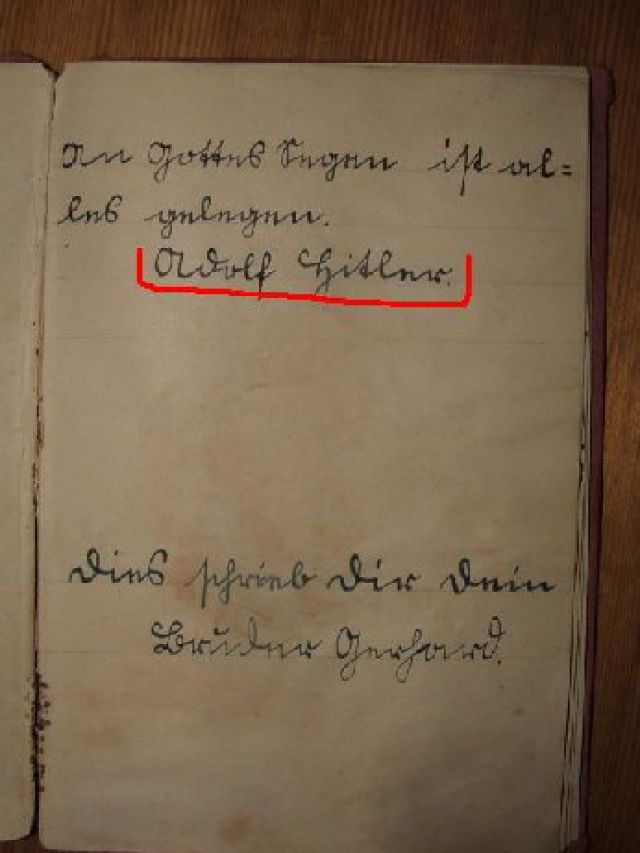 An Gottes Segen ist al=
les gelegen.
Adolf Hitler.
Dies schrieb Dir Dein
Bruder Gerhard.